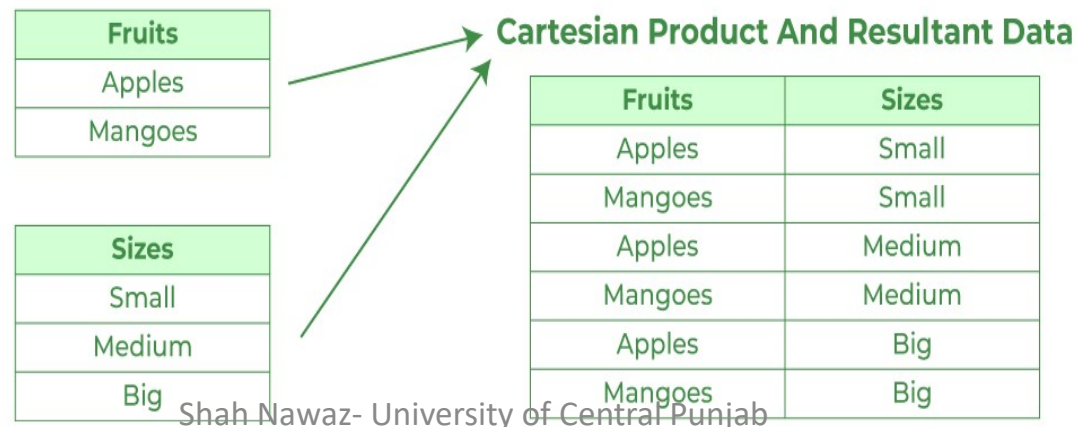 Fruits
Apples
Mangoes
Sizes
Small
Medium
Big
Cartesian Product And Resultant Data
Fruits Sizes
Apples Small
Mangoes Small
Apples Medium
Mangoes Medium
Apples Big
Mangoes Big
Shah Nawaz- University of Central Punjab